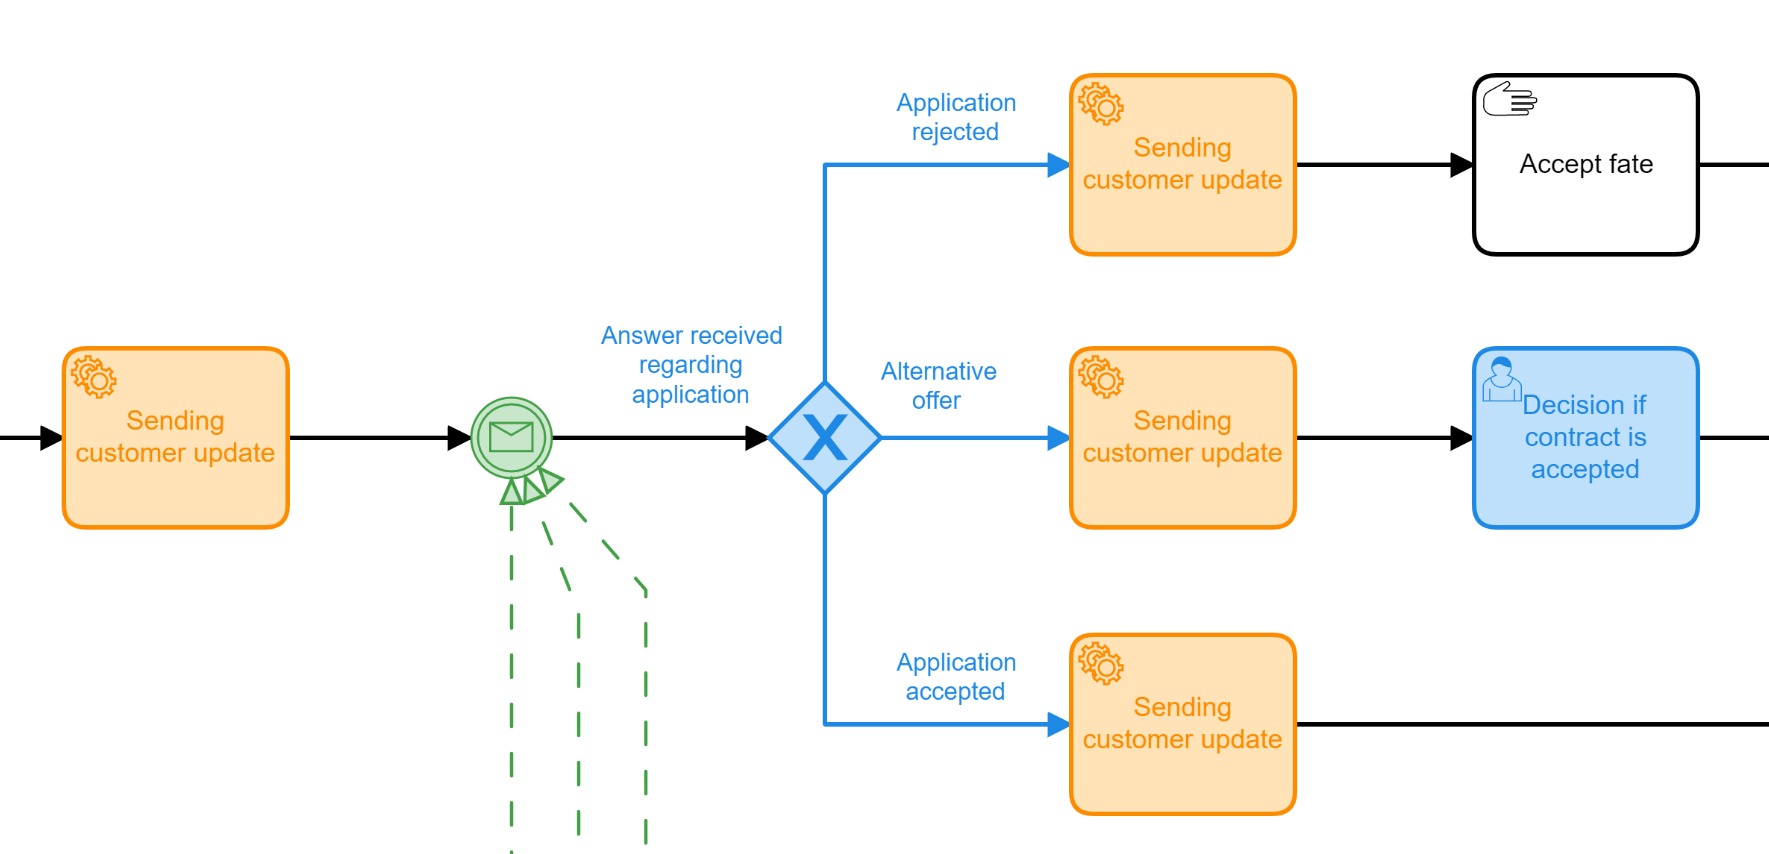 Application
rejected
Sending
customer update
Accept fate
Answer received
regarding
application
Alternative
offer
Sending
customer update
Sending
customer update
Decision if
contract is
accepted
Application
accepted
Sending
customer update